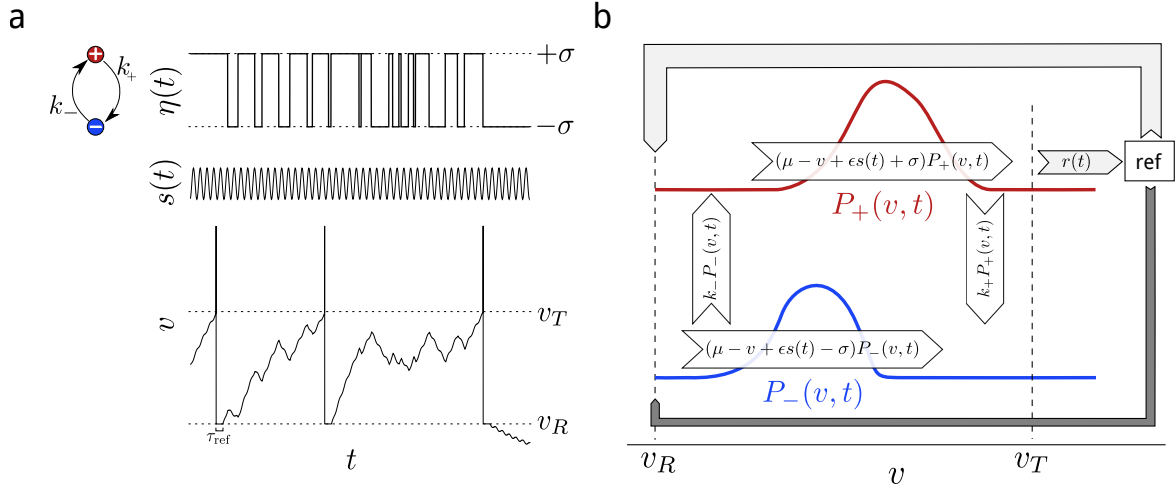 a
+
k₊
k₋
−
η(t)
+σ
−σ
s(t)
v
v_T
v_R
τ_ref
t
b
(μ − v + ϵs(t) + σ)P₊(v, t)
r(t)
ref
P₊(v, t)
k₋P₋(v, t)
k₊P₊(v, t)
(μ − v + ϵs(t) − σ)P₋(v, t)
P₋(v, t)
v_R
v
v_T